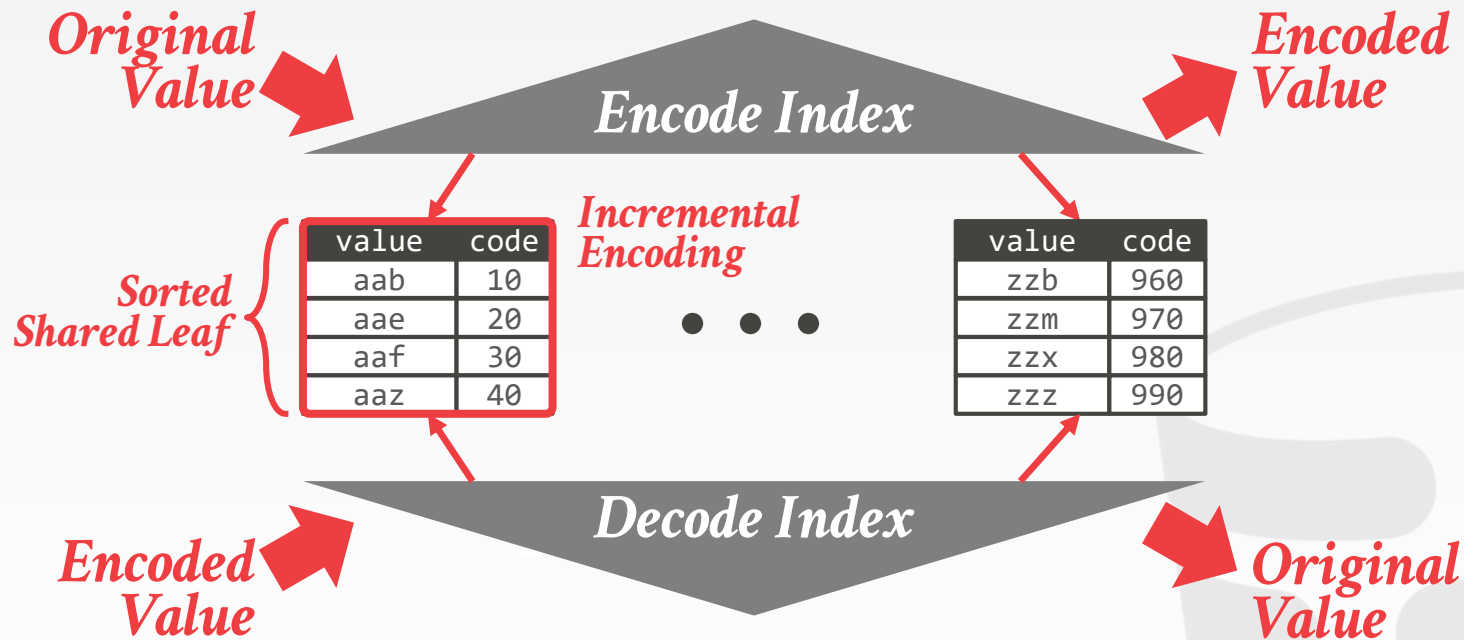 Original
Value
Encode Index
Encoded
Value
Incremental
Encoding
Sorted
Shared Leaf
value code
aab 10
aae 20
aaf 30
aaz 40
value code
zzb 960
zzm 970
zzx 980
zzz 990
Encoded
Value
Decode Index
Original
Value